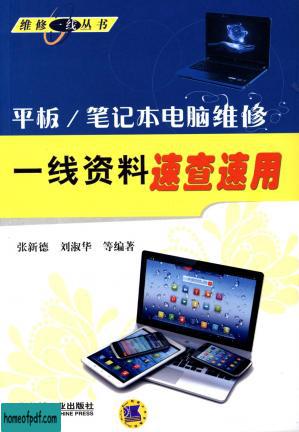 维修一线丛书
平板/笔记本电脑维修
一线资料速查速用
张新德 刘淑华 等编著
业出版社
MACHINE PRESS
homeofpdf.com